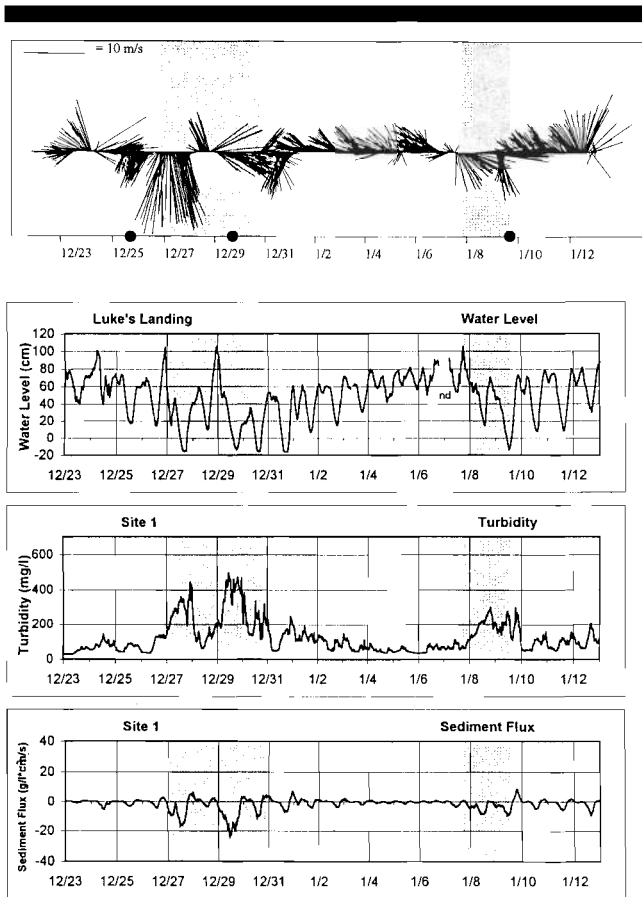 = 10 m/s
12/23 12/25 12/27 12/29 12/31 1/2 1/4 1/6 1/8 1/10 1/12
Luke's Landing Water Level
Water Level (cm)
120
100
80
60
40
20
0
-20
nd
12/23 12/25 12/27 12/29 12/31 1/2 1/4 1/6 1/8 1/10 1/12
Site 1 Turbidity
Turbidity (mg/l)
600
400
200
0
12/23 12/25 12/27 12/29 12/31 1/2 1/4 1/6 1/8 1/10 1/12
Site 1 Sediment Flux
Sediment Flux (g/l*cm/s)
40
20
0
-20
-40
12/23 12/25 12/27 12/29 12/31 1/2 1/4 1/6 1/8 1/10 1/12